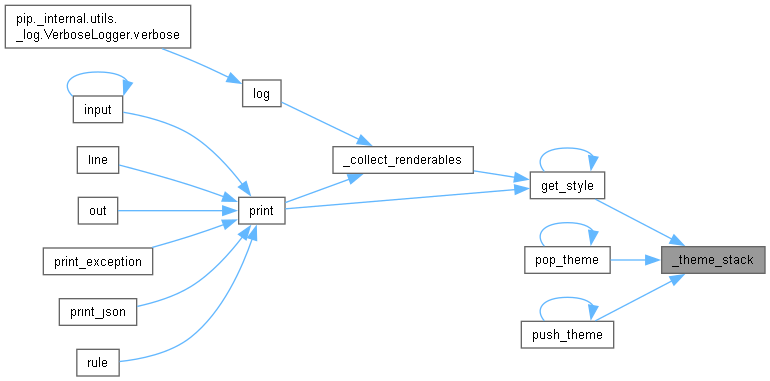 pip._internal.utils.
_log.VerboseLogger.verbose
log
input
line
out
print
print_exception
print_json
rule
_collect_renderables
get_style
pop_theme
push_theme
_theme_stack